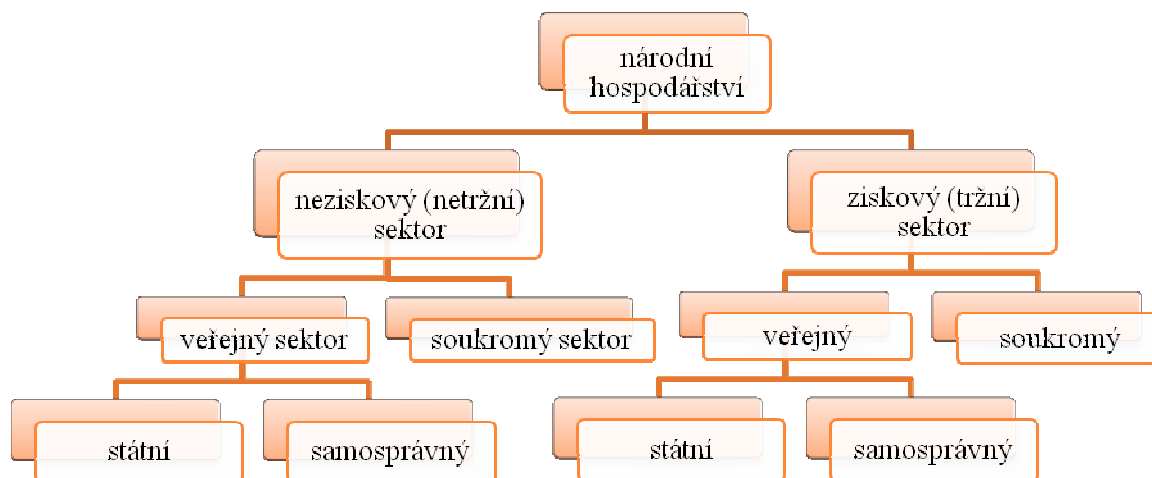 národní
hospodářství
neziskový (netržní)
sektor
ziskový (tržní)
sektor
veřejný sektor
soukromý sektor
veřejný
soukromý
státní
samosprávný
státní
samosprávný